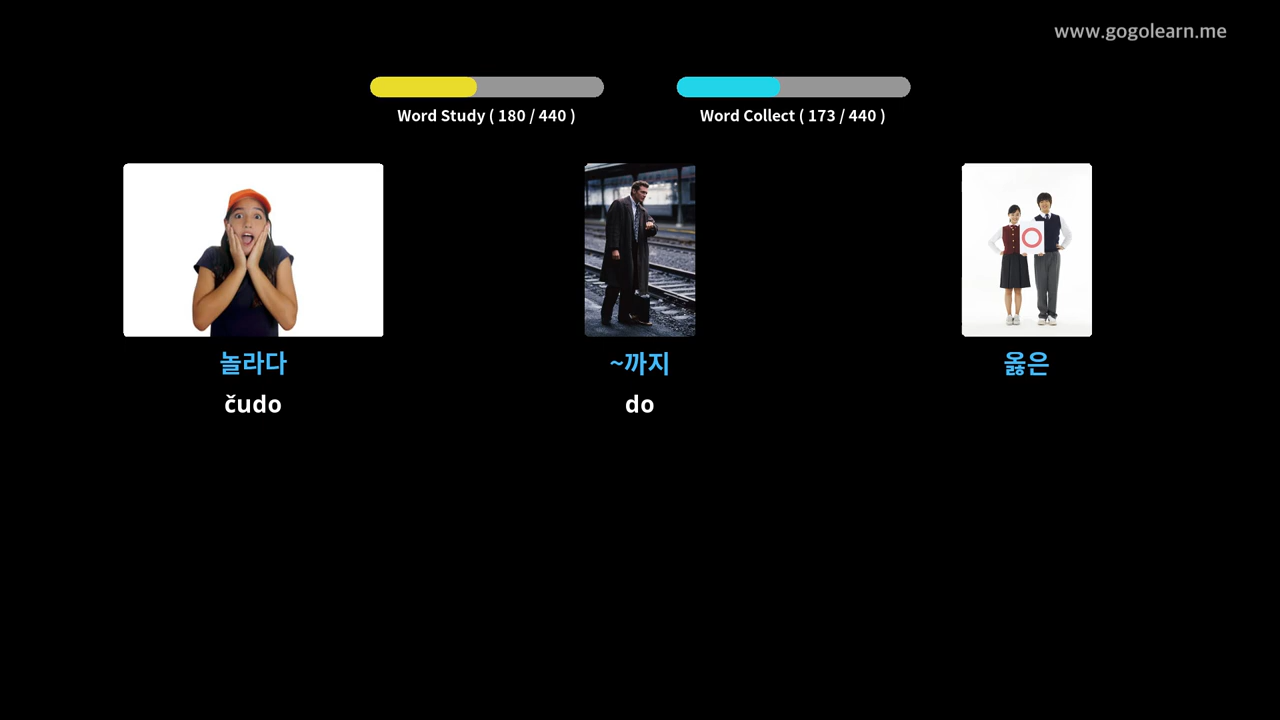 www.gogolearn.me
Word Study ( 180 / 440 )
Word Collect ( 173 / 440 )
놀라다
~까지
옳은
čudo
do